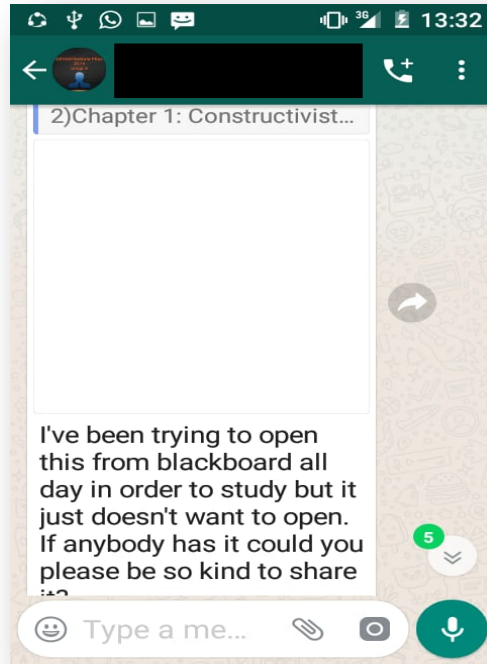 3G
13:32
2)Chapter 1: Constructivist...
24
I've been trying to open
this from blackboard all
day in order to study but it
just doesn't want to open.
If anybody has it could you
please be so kind to share
it?
5
Type a me...